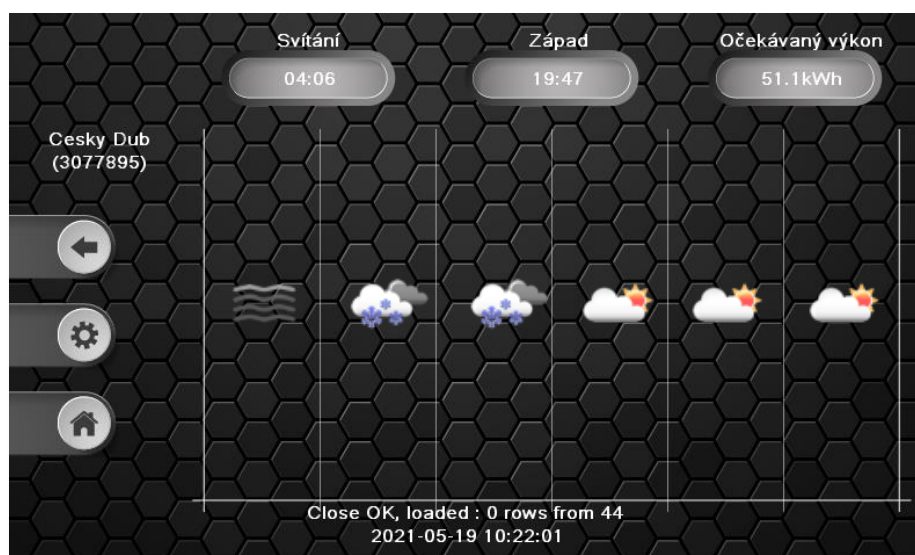 Svítání
Západ
Očekávaný výkon
04:06
19:47
51.1kWh
Cesky Dub
(3077895)
Close OK, loaded : 0 rows from 44
2021-05-19 10:22:01